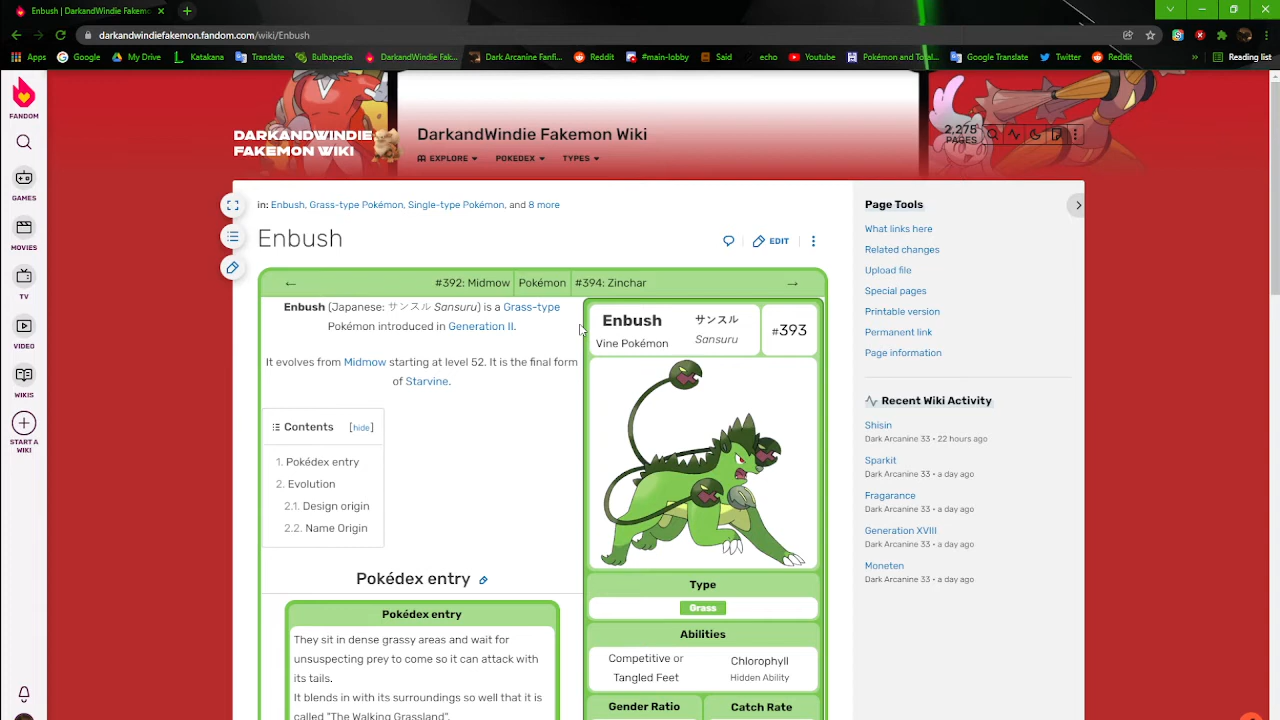 Enbush | DarkandWindie Fakemo
darkandwindiefakemon.fandom.com/wiki/Enbush
Apps Google My Drive Katakana Translate Bulbapedia DarkandWindie Fak... Dark Arcanine Fanfi... Reddit #main-lobby Said echo Youtube Pokémon and Total... Google Translate Twitter Reddit » Reading list
FANDOM
GAMES
MOVIES
TV
VIDEO
WIKIS
START A
WIKI
DARKANDWINDIE
FAKEMON WIKI
DarkandWindie Fakemon Wiki
EXPLORE POKEDEX TYPES
2,275
PAGES
in: Enbush, Grass-type Pokémon, Single-type Pokémon, and 8 more
Enbush
EDIT
← #392: Midmow Pokémon #394: Zinchar →
Enbush (Japanese: サンスル Sansuru) is a Grass-type
Pokémon introduced in Generation II.
It evolves from Midmow starting at level 52. It is the final form
of Starvine.
Contents [hide]
1. Pokédex entry
2. Evolution
2.1. Design origin
2.2. Name Origin
Pokédex entry
Pokédex entry
They sit in dense grassy areas and wait for
unsuspecting prey to come so it can attack with
its tails.
It blends in with its surroundings so well that it is
called "The Walking Grassland".
Enbush サンスル #393
Vine Pokémon Sansuru
Type
Grass
Abilities
Competitive or
Tangled Feet
Chlorophyll
Hidden Ability
Gender Ratio Catch Rate
Page Tools
What links here
Related changes
Upload file
Special pages
Printable version
Permanent link
Page information
Recent Wiki Activity
Shisin
Dark Arcanine 33 • 22 hours ago
Sparkit
Dark Arcanine 33 • a day ago
Fragarance
Dark Arcanine 33 • a day ago
Generation XVIII
Dark Arcanine 33 • a day ago
Moneten
Dark Arcanine 33 • a day ago